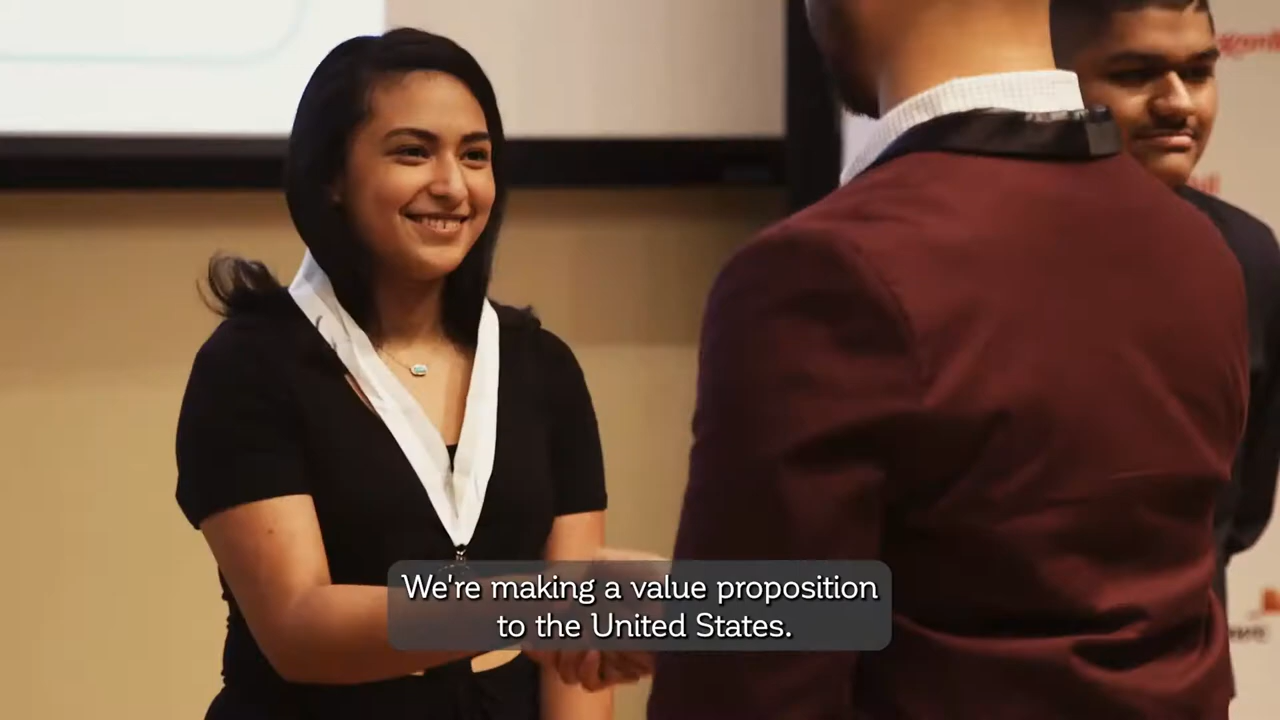 We're making a value proposition
to the United States.